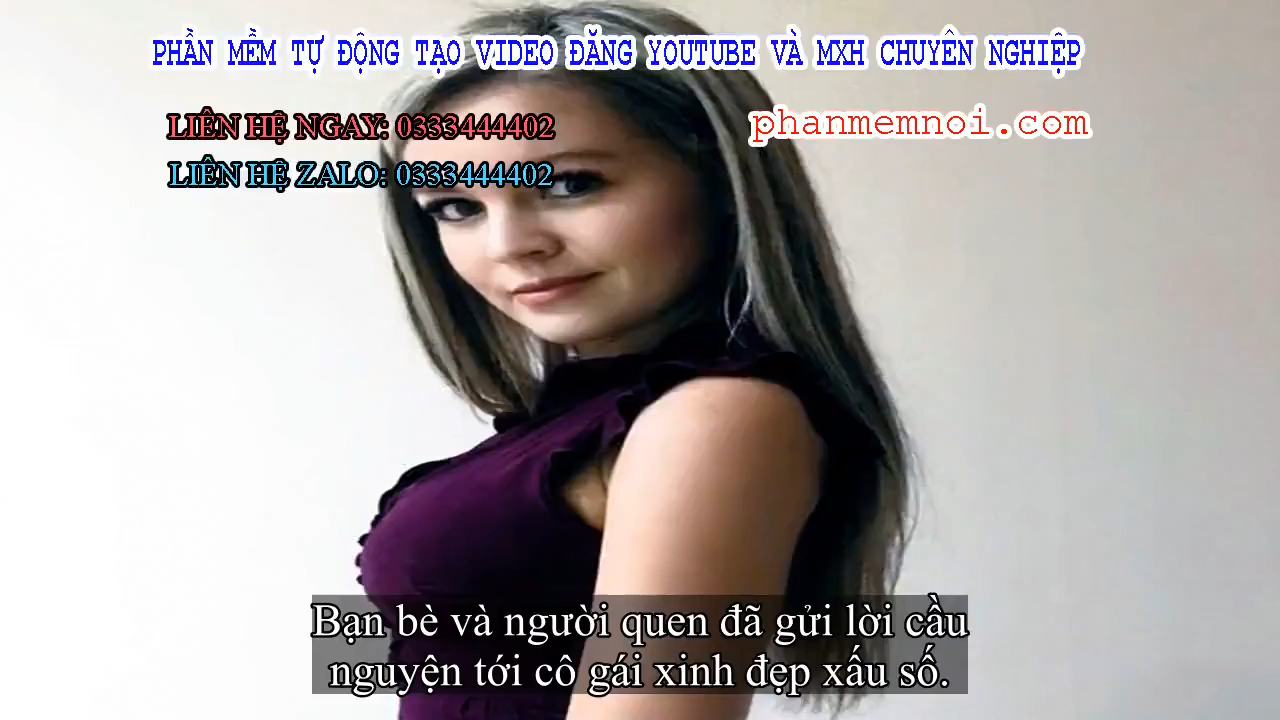 PHẦN MỀM TỰ ĐỘNG TẠO VIDEO ĐĂNG YOUTUBE VÀ MXH CHUYÊN NGHIỆP
LIÊN HỆ NGAY: 0333444402
phanmemnoi.com
LIÊN HỆ ZALO: 0333444402
Bạn bè và người quen đã gửi lời cầu
nguyện tới cô gái xinh đẹp xấu số.